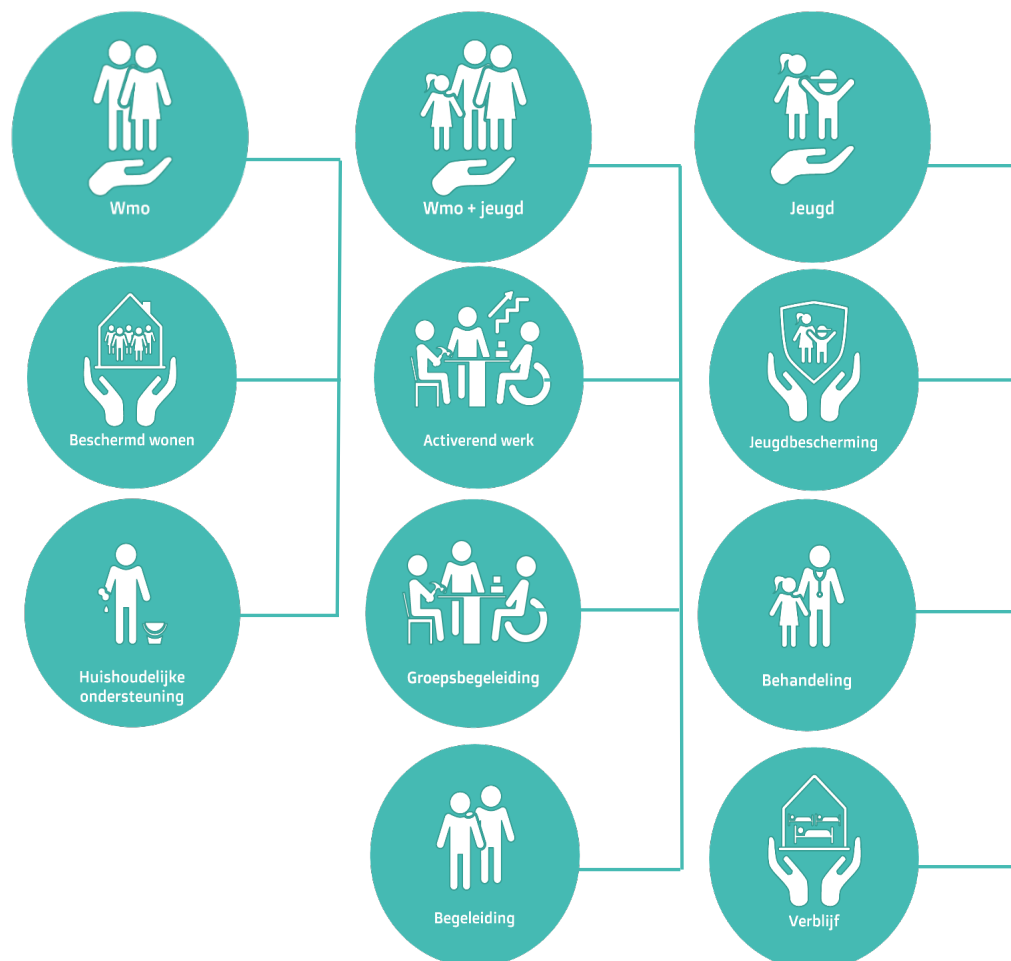 Wmo
Wmo + jeugd
Jeugd
Beschermd wonen
Activerend werk
Jeugdbescherming
Huishoudelijke
ondersteuning
Groepsbegeleiding
Behandeling
Begeleiding
Verblijf